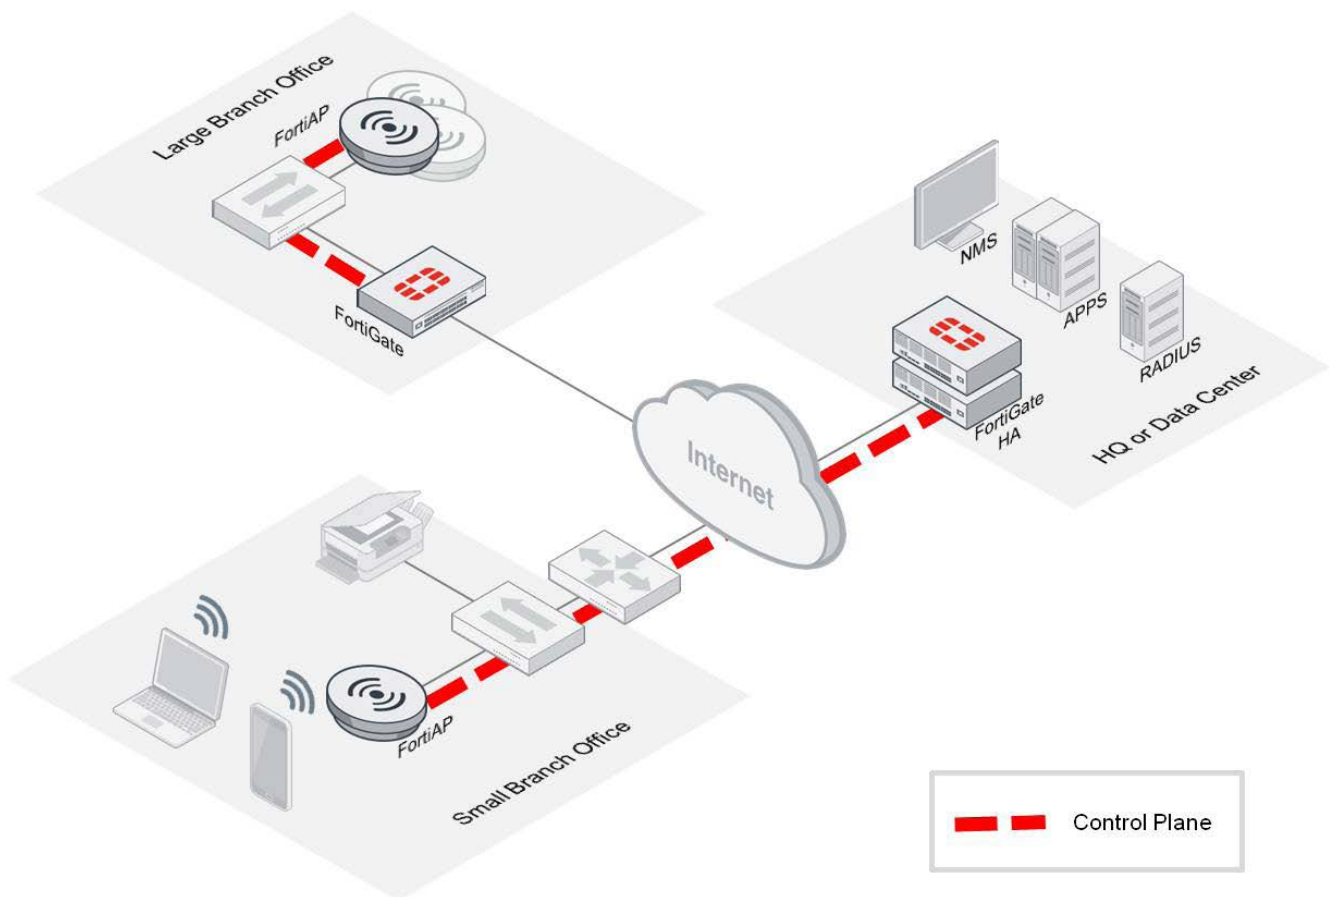 Large Branch Office
FortiAP
FortiGate
NMS
APPS
RADIUS
FortiGate
HA
HQ or Data Center
Internet
FortiAP
Small Branch Office
Control Plane